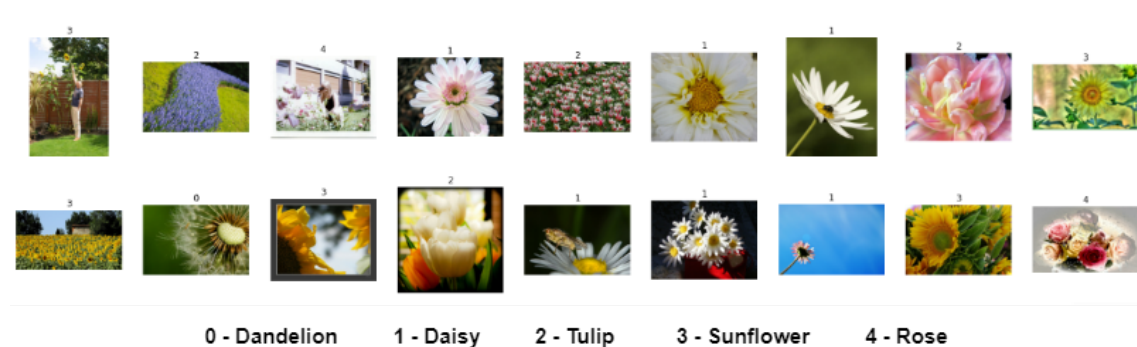 3 2 4 1 2 1 1 2 3
3 0 3 2 1 1 1 3 4
0 - Dandelion 1 - Daisy 2 - Tulip 3 - Sunflower 4 - Rose